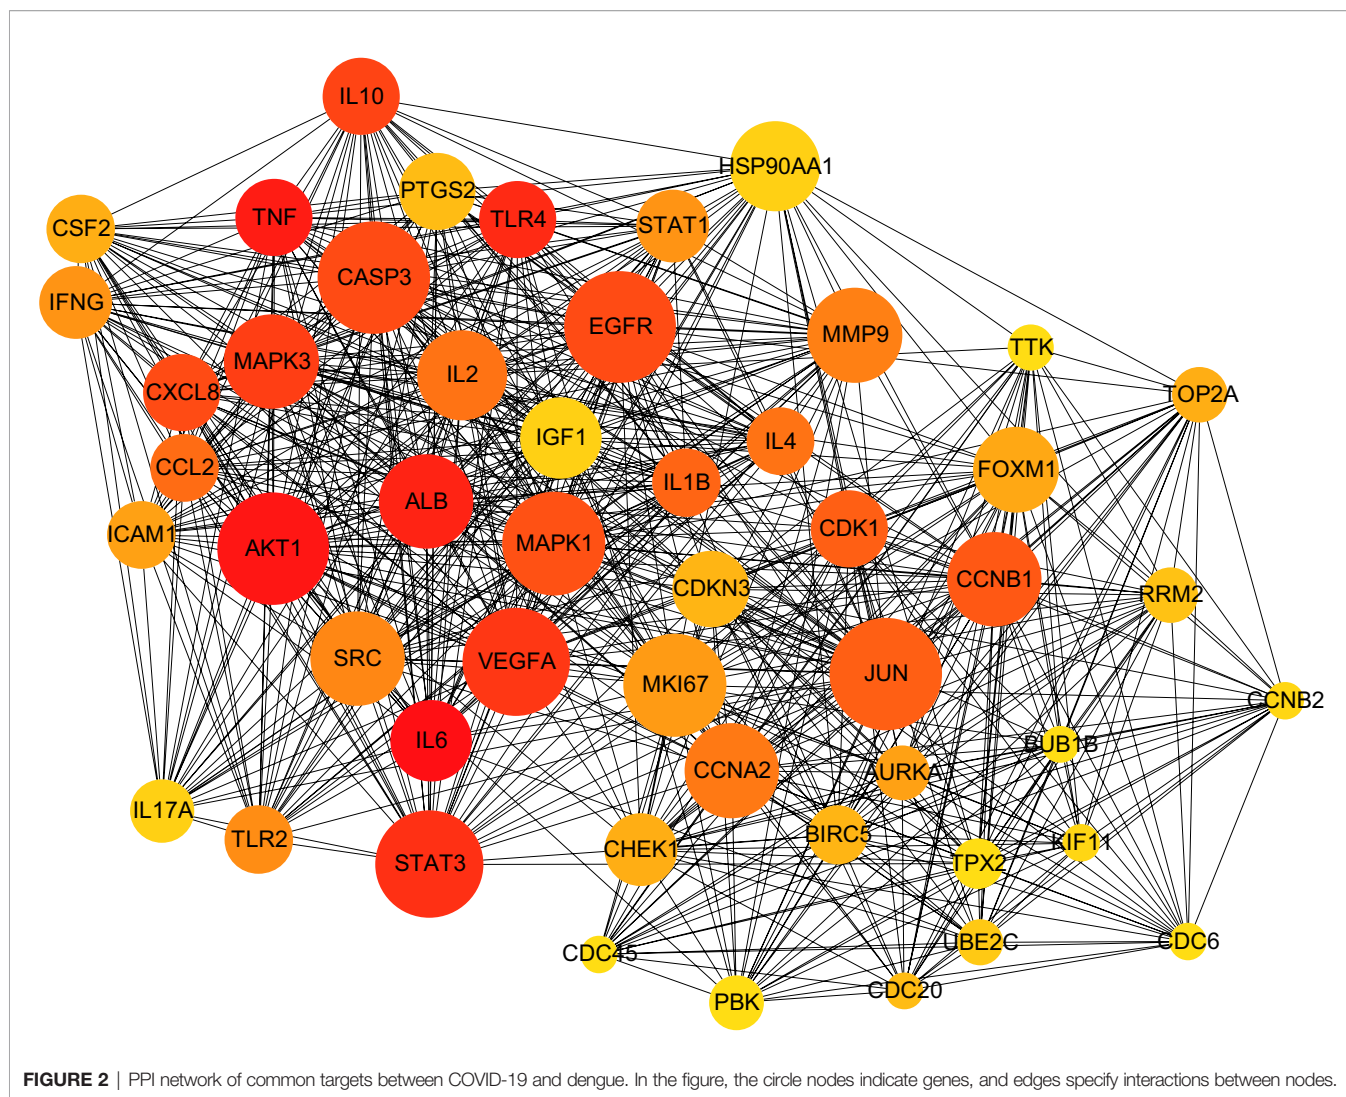 IL10
HSP90AA1
PTGS2
TNF
TLR4
STAT1
CSF2
CASP3
IFNG
EGFR
MMP9
TTK
MAPK3
IL2
CXCL8
TOP2A
IGF1
IL4
CCL2
FOXM1
IL1B
ALB
ICAM1
AKT1
MAPK1
CDK1
CCNB1
CDKN3
RRM2
SRC
VEGFA
MKI67
JUN
CCNB2
IL6
BUB1B
CCNA2
AURKA
IL17A
TLR2
BIRC5
KIF11
CHEK1
STAT3
TPX2
UBE2C
CDC6
CDC45
CDC20
PBK
FIGURE 2 | PPI network of common targets between COVID-19 and dengue. In the figure, the circle nodes indicate genes, and edges specify interactions between nodes.